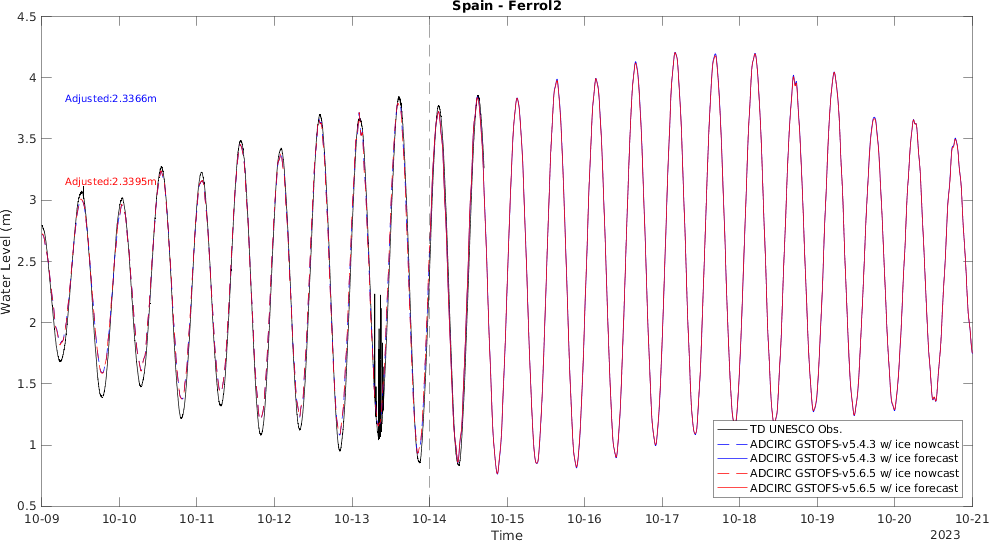 Spain - Ferrol2
4.5
4
3.5
3
2.5
2
1.5
1
0.5
Water Level (m)
Adjusted:2.3366m
Adjusted:2.3395m
TD UNESCO Obs.
ADCIRC GSTOFS-v5.4.3 w/ ice nowcast
ADCIRC GSTOFS-v5.4.3 w/ ice forecast
ADCIRC GSTOFS-v5.6.5 w/ ice nowcast
ADCIRC GSTOFS-v5.6.5 w/ ice forecast
10-09 10-10 10-11 10-12 10-13 10-14 10-15 10-16 10-17 10-18 10-19 10-20 10-21
Time
2023